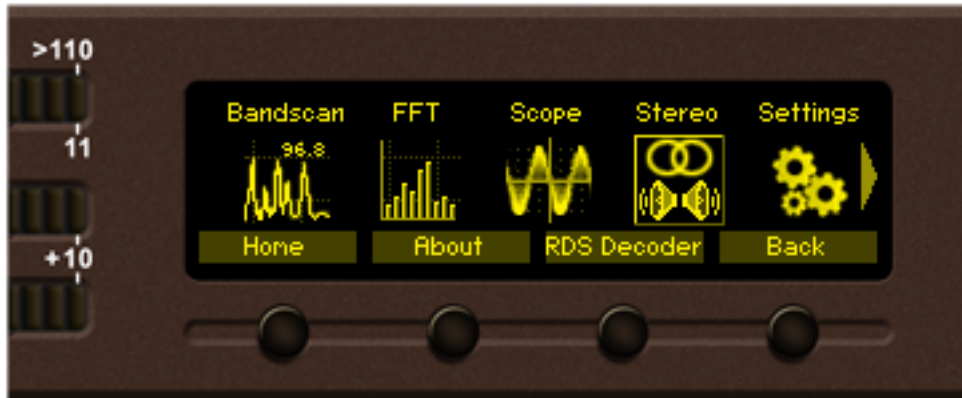 >110
11
+10
Bandscan FFT Scope Stereo Settings
96.8
Home About RDS Decoder Back